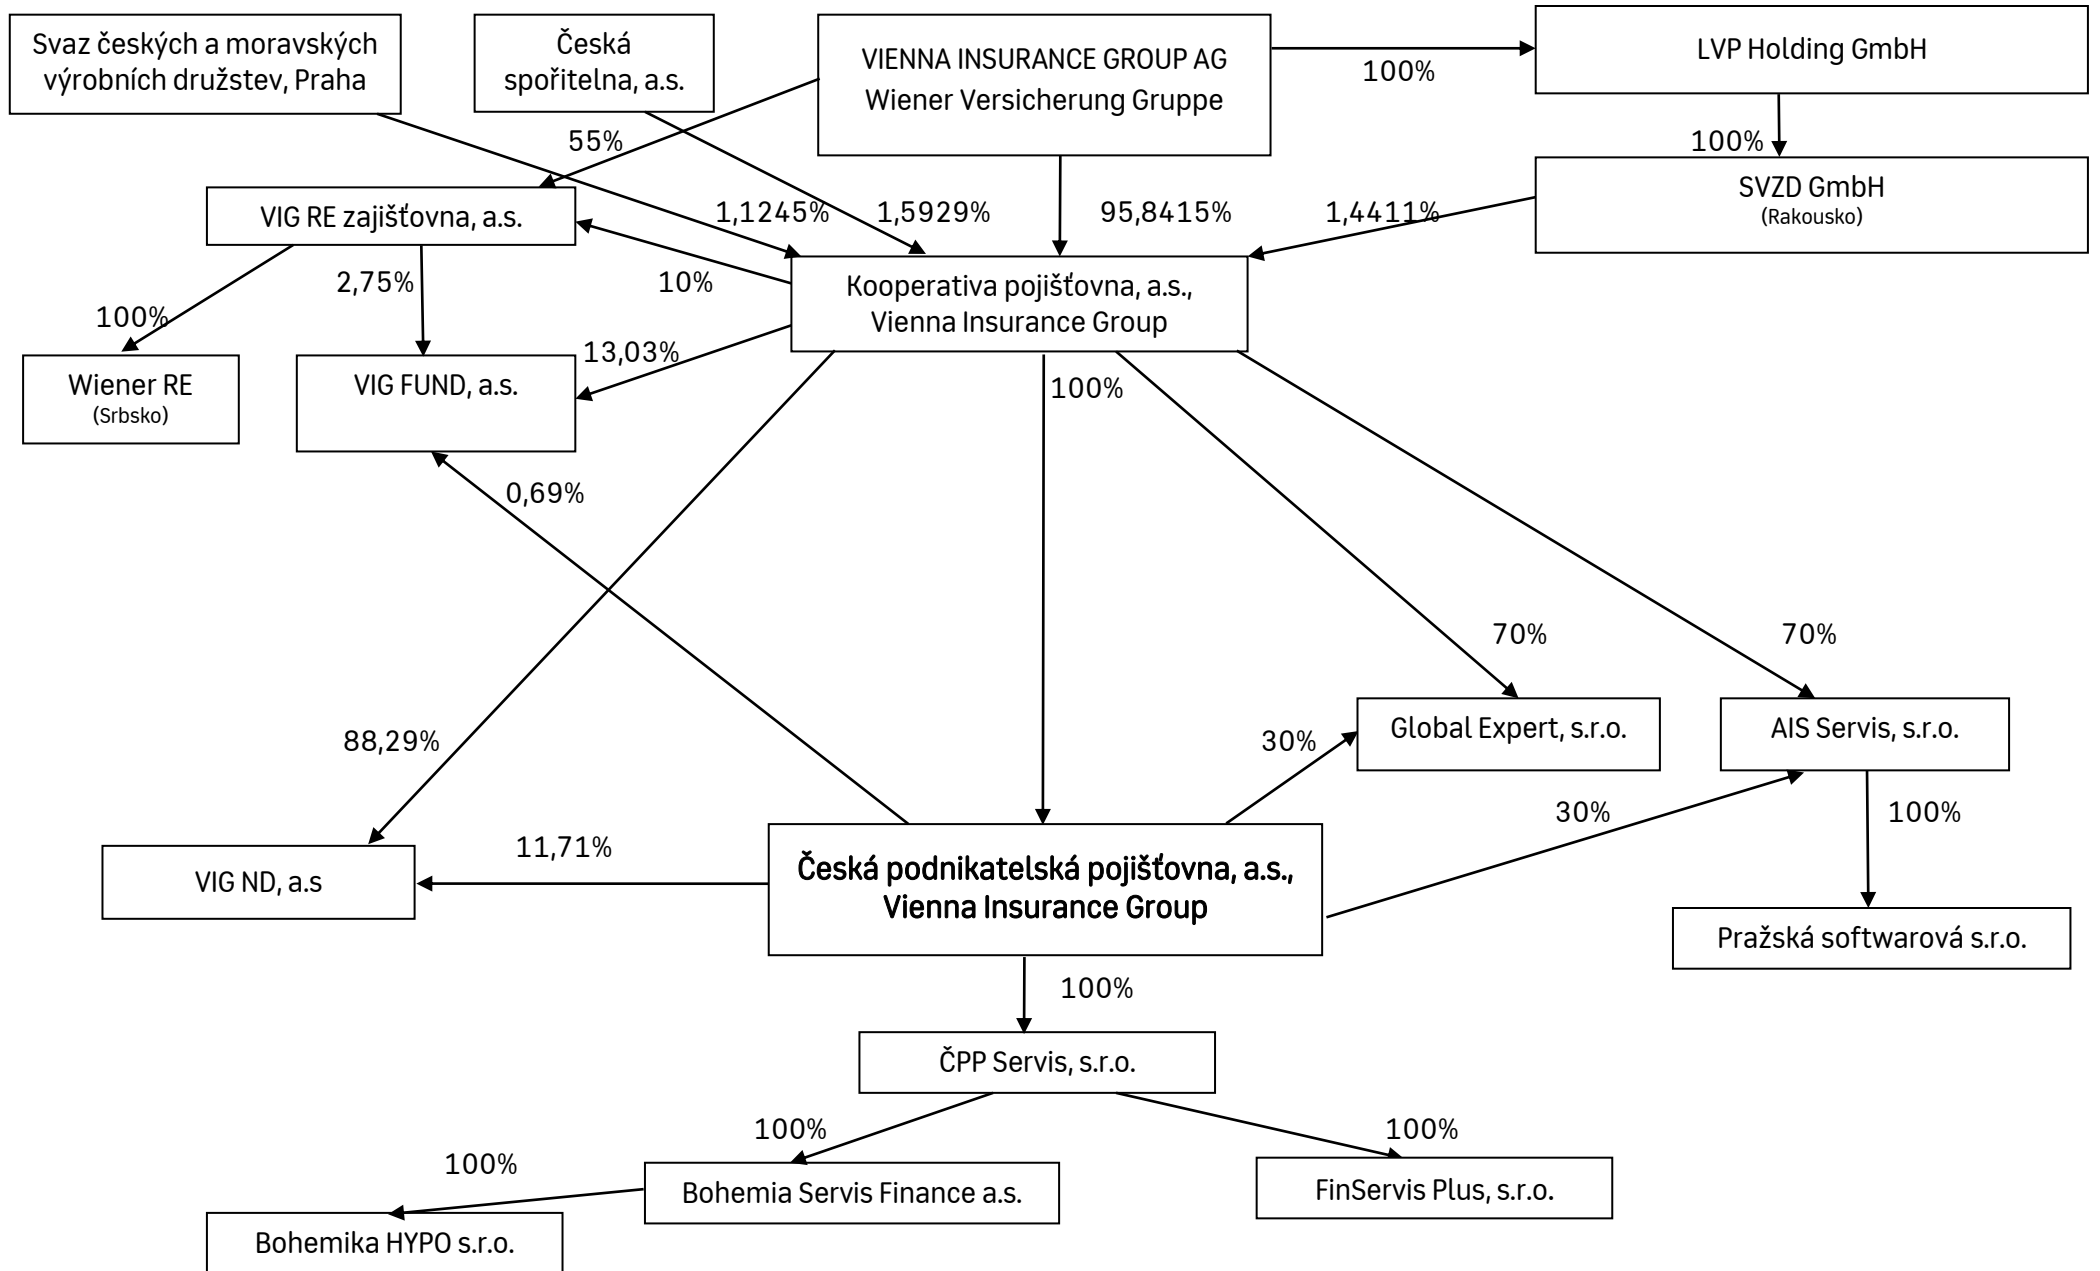 Svaz českých a moravských
výrobních družstev, Praha
Česká
spořitelna, a.s.
VIENNA INSURANCE GROUP AG
Wiener Versicherung Gruppe
LVP Holding GmbH
100%
55%
100%
SVZD GmbH
(Rakousko)
VIG RE zajišťovna, a.s.
1,1245%
1,5929%
95,8415%
1,4411%
2,75%
10%
Kooperativa pojišťovna, a.s.,
Vienna Insurance Group
100%
13,03%
Wiener RE
(Srbsko)
VIG FUND, a.s.
100%
0,69%
70%
70%
88,29%
30%
Global Expert, s.r.o.
AIS Servis, s.r.o.
30%
100%
11,71%
VIG ND, a.s
Česká podnikatelská pojišťovna, a.s.,
Vienna Insurance Group
Pražská softwarová s.r.o.
100%
ČPP Servis, s.r.o.
100%
100%
100%
Bohemia Servis Finance a.s.
FinServis Plus, s.r.o.
Bohemika HYPO s.r.o.